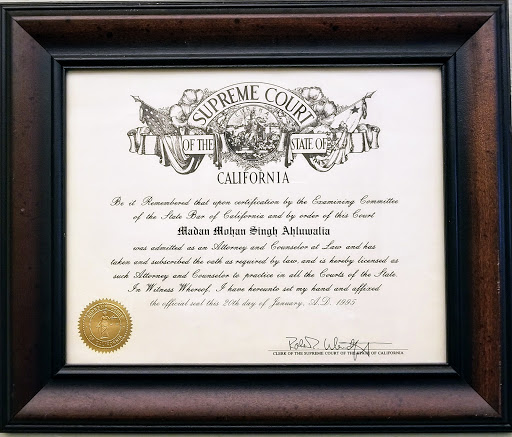 SUPREME COURT
OF THE STATE OF
CALIFORNIA
Be it Remembered that upon certification by the Examining Committee
of the State Bar of California and by order of this Court
Madan Mohan Singh Ahluwalia
was admitted as an Attorney and Counselor at Law and has
taken and subscribed the oath as required by law, and is hereby licensed as
such Attorney and Counselor to practice in all the Courts of the State.
In Witness Whereof, I have hereunto set my hand and affixed
the official seal this 20th day of January, A.D. 1995
CLERK OF THE SUPREME COURT OF THE STATE OF CALIFORNIA